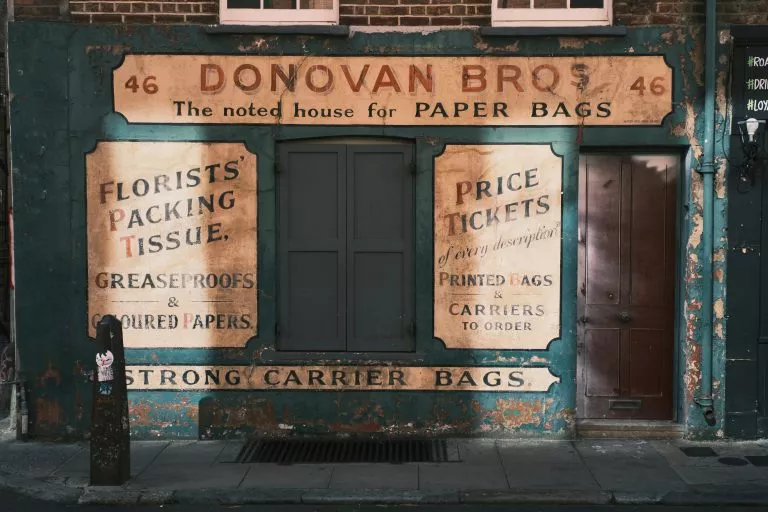 46 DONOVAN BROS 46
The noted house for PAPER BAGS
FLORISTS'
PACKING
TISSUE,
GREASEPROOFS
&
COLOURED PAPERS.
PRICE
TICKETS
of every description
PRINTED BAGS
&
CARRIERS
TO ORDER
STRONG CARRIER BAGS.